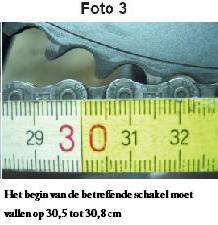 Foto 3
29 30 31 32
Het begin van de betreffende schakel moet
vallen op 30,5 tot 30,8 cm